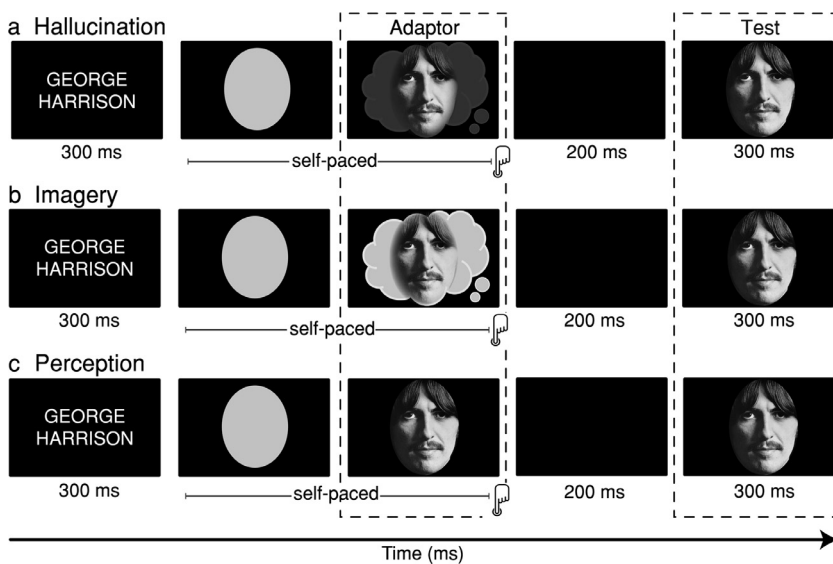 a Hallucination
Adaptor
Test
GEORGE
HARRISON
300 ms
self-paced
200 ms
300 ms
b Imagery
GEORGE
HARRISON
300 ms
self-paced
200 ms
300 ms
c Perception
GEORGE
HARRISON
300 ms
self-paced
200 ms
300 ms
Time (ms)